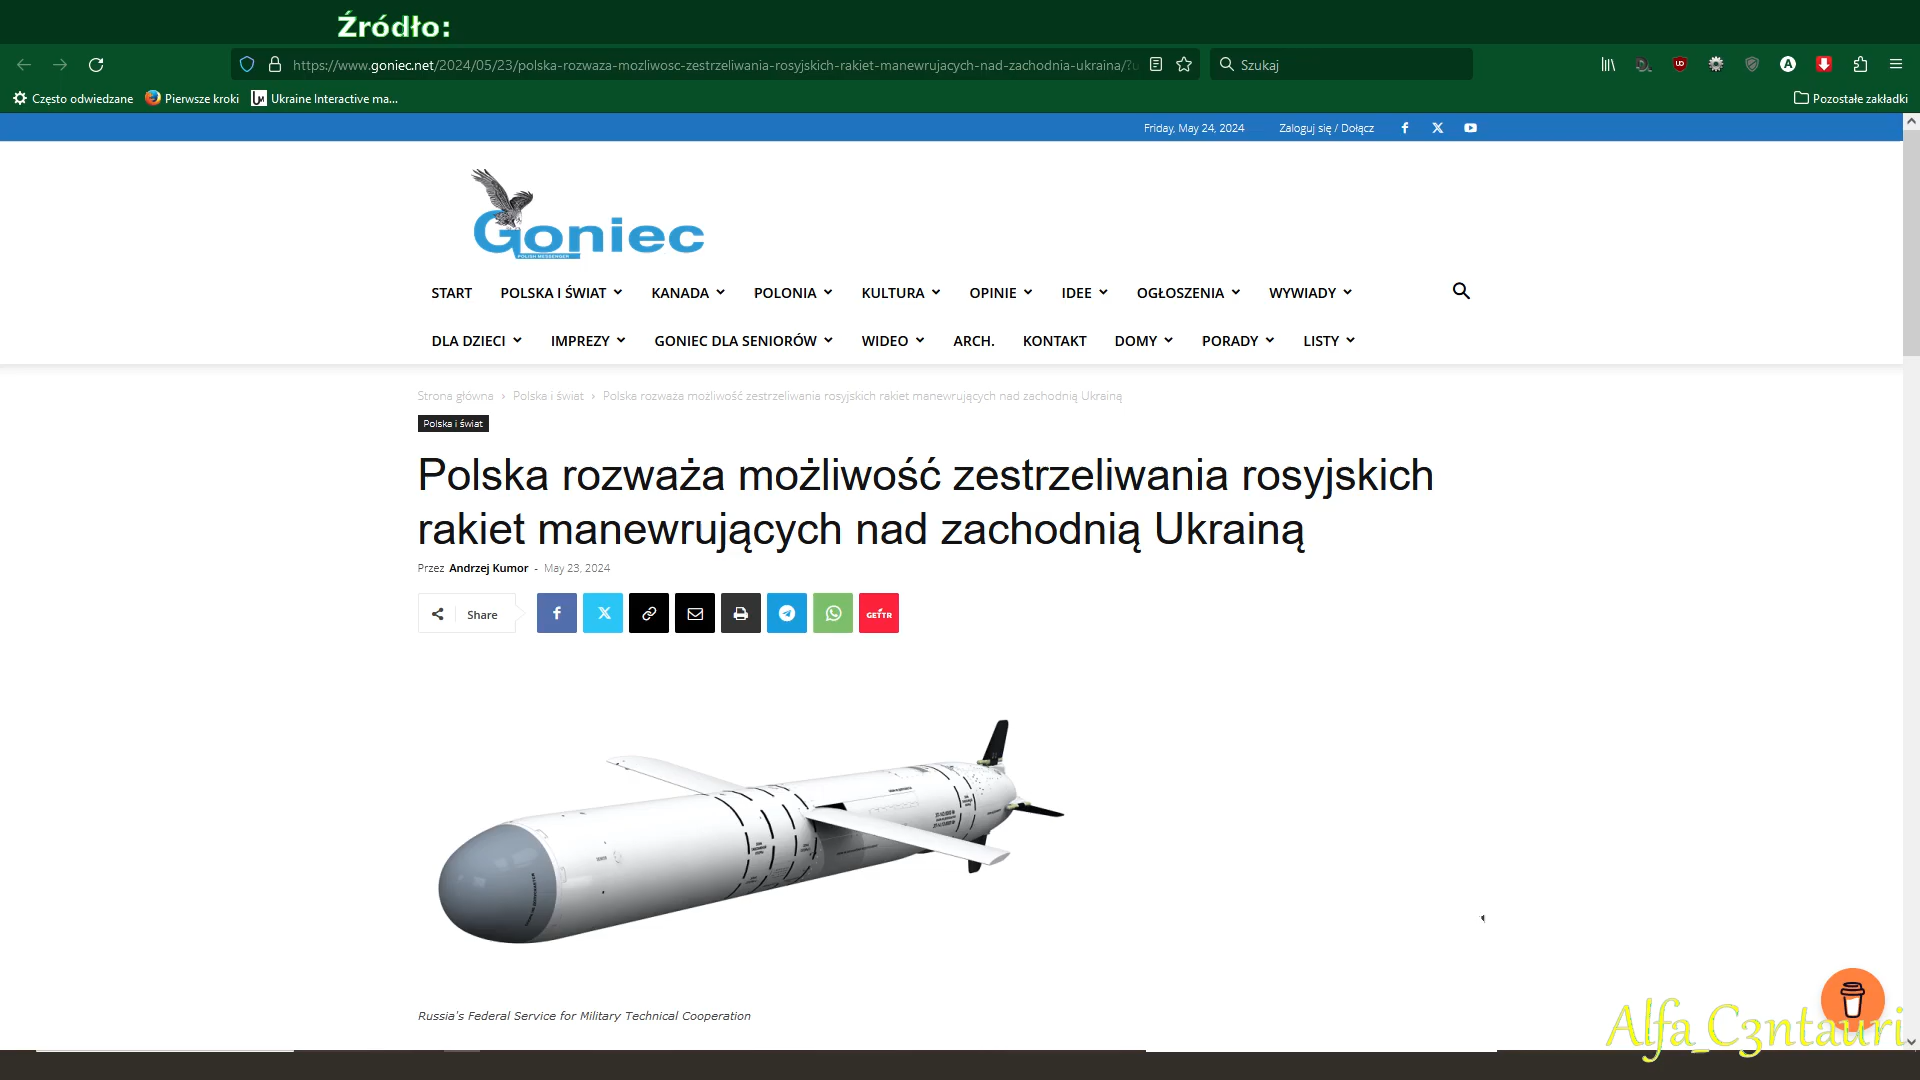 Źródło:
https://www.goniec.net/2024/05/23/polska-rozwaza-mozliwosc-zestrzeliwania-rosyjskich-rakiet-manewrujacych-nad-zachodnia-ukraina/?u
Szukaj
Często odwiedzane
Pierwsze kroki
Ukraine Interactive ma...
Pozostałe zakładki
Friday, May 24, 2024
Zaloguj się / Dołącz
Goniec
POLISH MESSENGER
START POLSKA I ŚWIAT KANADA POLONIA KULTURA OPINIE IDEE OGŁOSZENIA WYWIADY
DLA DZIECI IMPREZY GONIEC DLA SENIORÓW WIDEO ARCH. KONTAKT DOMY PORADY LISTY
Strona główna › Polska i świat › Polska rozważa możliwość zestrzeliwania rosyjskich rakiet manewrujących nad zachodnią Ukrainą
Polska i świat
Polska rozważa możliwość zestrzeliwania rosyjskich
rakiet manewrujących nad zachodnią Ukrainą
Przez Andrzej Kumor - May 23, 2024
Share
GETTR
Russia's Federal Service for Military Technical Cooperation
Alfa_C3ntauri